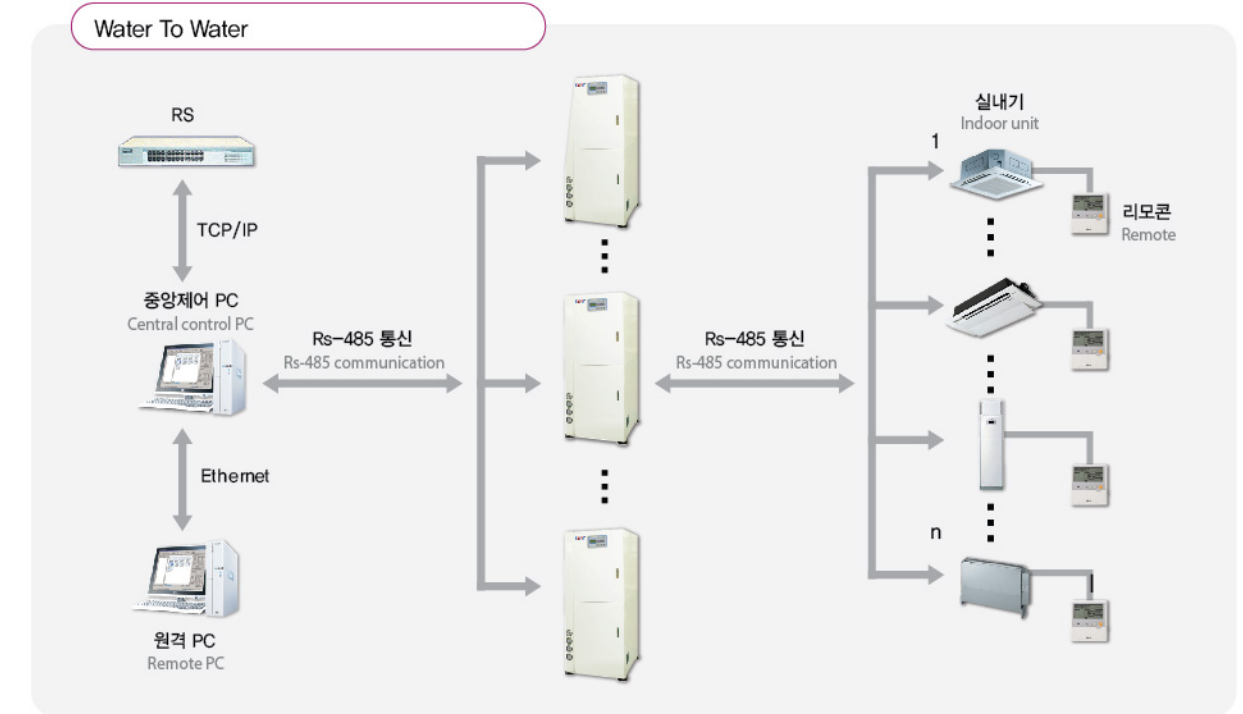 Water To Water
RS
TCP/IP
중앙제어 PC
Central control PC
Rs-485 통신
Rs-485 communication
Ethernet
원격 PC
Remote PC
Rs-485 통신
Rs-485 communication
실내기
Indoor unit
1
리모콘
Remote
n